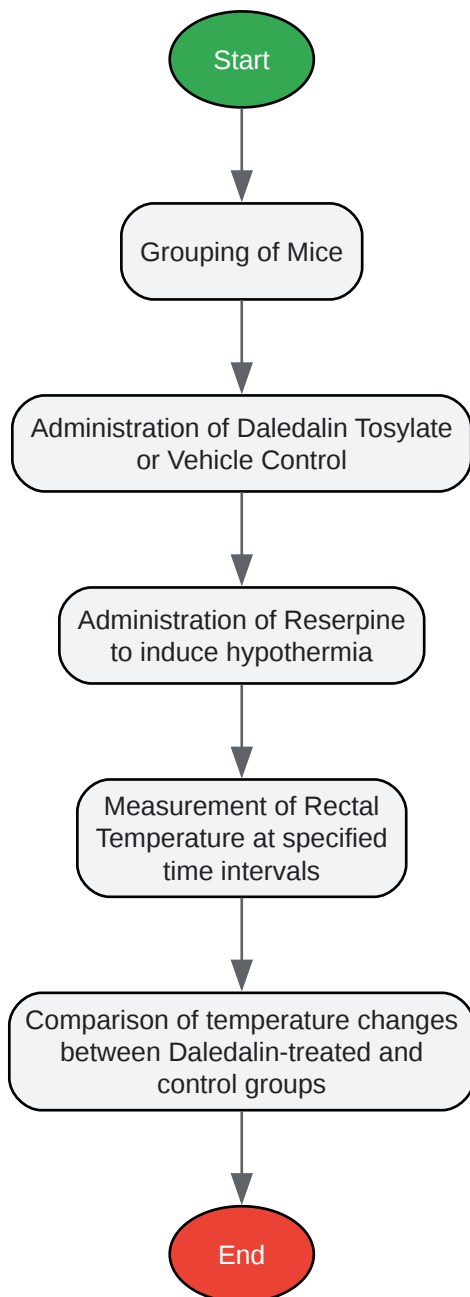 Start
Grouping of Mice
Administration of Daledalin Tosylate
or Vehicle Control
Administration of Reserpine
to induce hypothermia
Measurement of Rectal
Temperature at specified
time intervals
Comparison of temperature changes
between Daledalin-treated and
control groups
End